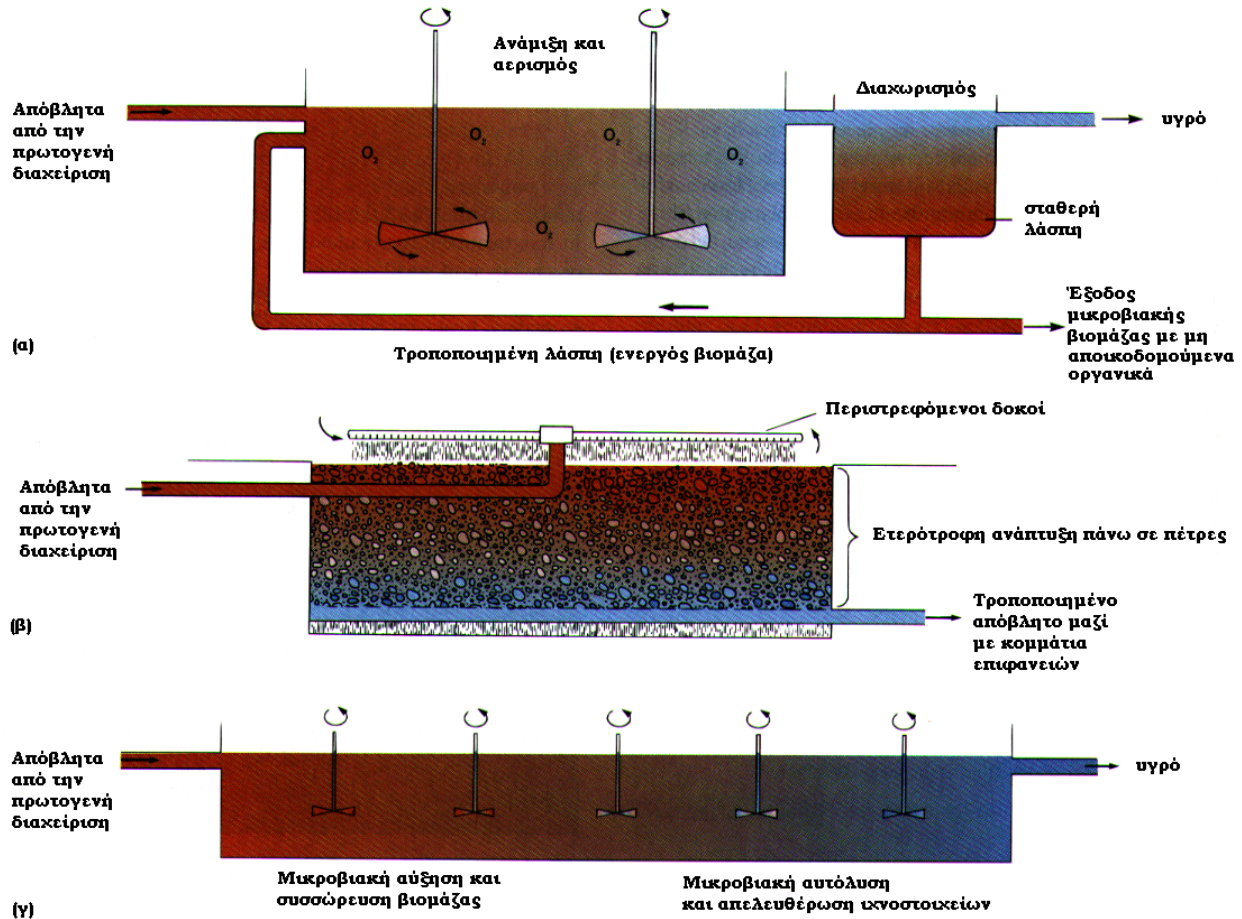 Ανάμιξη και
αερισμός
Απόβλητα
από την
πρωτογενή
διαχείριση
Διαχωρισμός
υγρό
O2
O2
O2
O2
O2
σταθερή
λάσπη
Έξοδος
μικροβιακής
βιομάζας με μη
αποικοδομούμενα
οργανικά
Τροποποιημένη λάσπη (ενεργός βιομάζα)
(α)
Περιστρεφόμενοι δοκοί
Απόβλητα
από την
πρωτογενή
διαχείριση
Ετερότροφη ανάπτυξη πάνω σε πέτρες
Τροποποιημένο
απόβλητο μαζί
με κομμάτια
επιφανειών
(β)
Απόβλητα
από την
πρωτογενή
διαχείριση
υγρό
Μικροβιακή αύξηση και
συσσώρευση βιομάζας
Μικροβιακή αυτόλυση
και απελευθέρωση ιχνοστοιχείων
(γ)